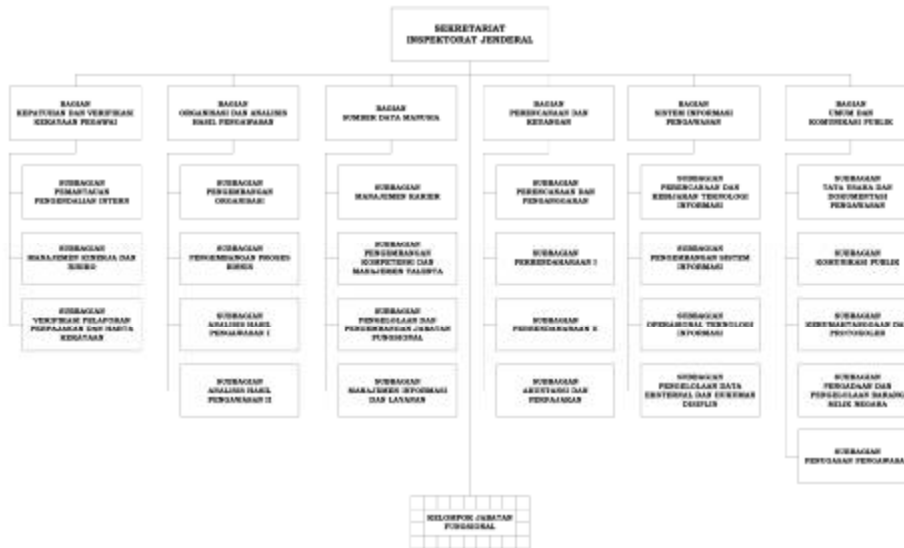 SEKRETARIAT
INSPEKTORAT JENDERAL
BAGIAN
KEPATUHAN DAN VERIFIKASI
KEKAYAAN PEGAWAI
BAGIAN
ORGANISASI DAN ANALISIS
HASIL PENGAWASAN
BAGIAN
SUMBER DAYA MANUSIA
BAGIAN
PERENCANAAN DAN
KEUANGAN
BAGIAN
SISTEM INFORMASI
PENGAWASAN
BAGIAN
UMUM DAN
KOMUNIKASI PUBLIK
SUBBAGIAN
PEMANTAUAN
PENGENDALIAN INTERN
SUBBAGIAN
MANAJEMEN KINERJA DAN
RISIKO
SUBBAGIAN
VERIFIKASI PELAPORAN
PERPAJAKAN DAN HARTA
KEKAYAAN
SUBBAGIAN
PENGEMBANGAN
ORGANISASI
SUBBAGIAN
PENGEMBANGAN PROSES
BISNIS
SUBBAGIAN
ANALISIS HASIL
PENGAWASAN I
SUBBAGIAN
ANALISIS HASIL
PENGAWASAN II
SUBBAGIAN
MANAJEMEN KARIER
SUBBAGIAN
PENGEMBANGAN
KOMPETENSI DAN
MANAJEMEN TALENTA
SUBBAGIAN
PENGELOLAAN DAN
PENGEMBANGAN JABATAN
FUNGSIONAL
SUBBAGIAN
MANAJEMEN INFORMASI
DAN LAYANAN
SUBBAGIAN
PERENCANAAN DAN
PENGANGGARAN
SUBBAGIAN
PERBENDAHARAAN I
SUBBAGIAN
PERBENDAHARAAN II
SUBBAGIAN
AKUNTANSI DAN
PERPAJAKAN
SUBBAGIAN
PERENCANAAN DAN
KEBIJAKAN TEKNOLOGI
INFORMASI
SUBBAGIAN
PENGEMBANGAN SISTEM
INFORMASI
SUBBAGIAN
OPERASIONAL TEKNOLOGI
INFORMASI
SUBBAGIAN
PENGELOLAAN DATA
EKSTERNAL DAN HUKUMAN
DISIPLIN
SUBBAGIAN
TATA USAHA DAN
DOKUMENTASI
PENGAWASAN
SUBBAGIAN
KOMUNIKASI PUBLIK
SUBBAGIAN
KERUMAHTANGGAAN DAN
PROTOKOLER
SUBBAGIAN
PENGADAAN DAN
PENGELOLAAN BARANG
MILIK NEGARA
SUBBAGIAN
PENUGASAN PENGAWASAN
KELOMPOK JABATAN
FUNGSIONAL